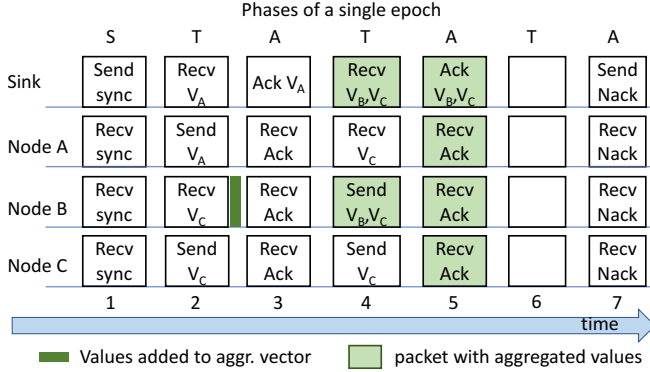 Phases of a single epoch
S T A T A T A
Sink
Send sync
Recv V_A
Ack V_A
Recv V_B,V_C
Ack V_B,V_C
Send Nack
Node A
Recv sync
Send V_A
Recv Ack
Recv V_C
Recv Ack
Recv Nack
Node B
Recv sync
Recv V_C
Recv Ack
Send V_B,V_C
Recv Ack
Recv Nack
Node C
Recv sync
Send V_C
Recv Ack
Send V_C
Recv Ack
Recv Nack
1 2 3 4 5 6 7
time
Values added to aggr. vector
packet with aggregated values